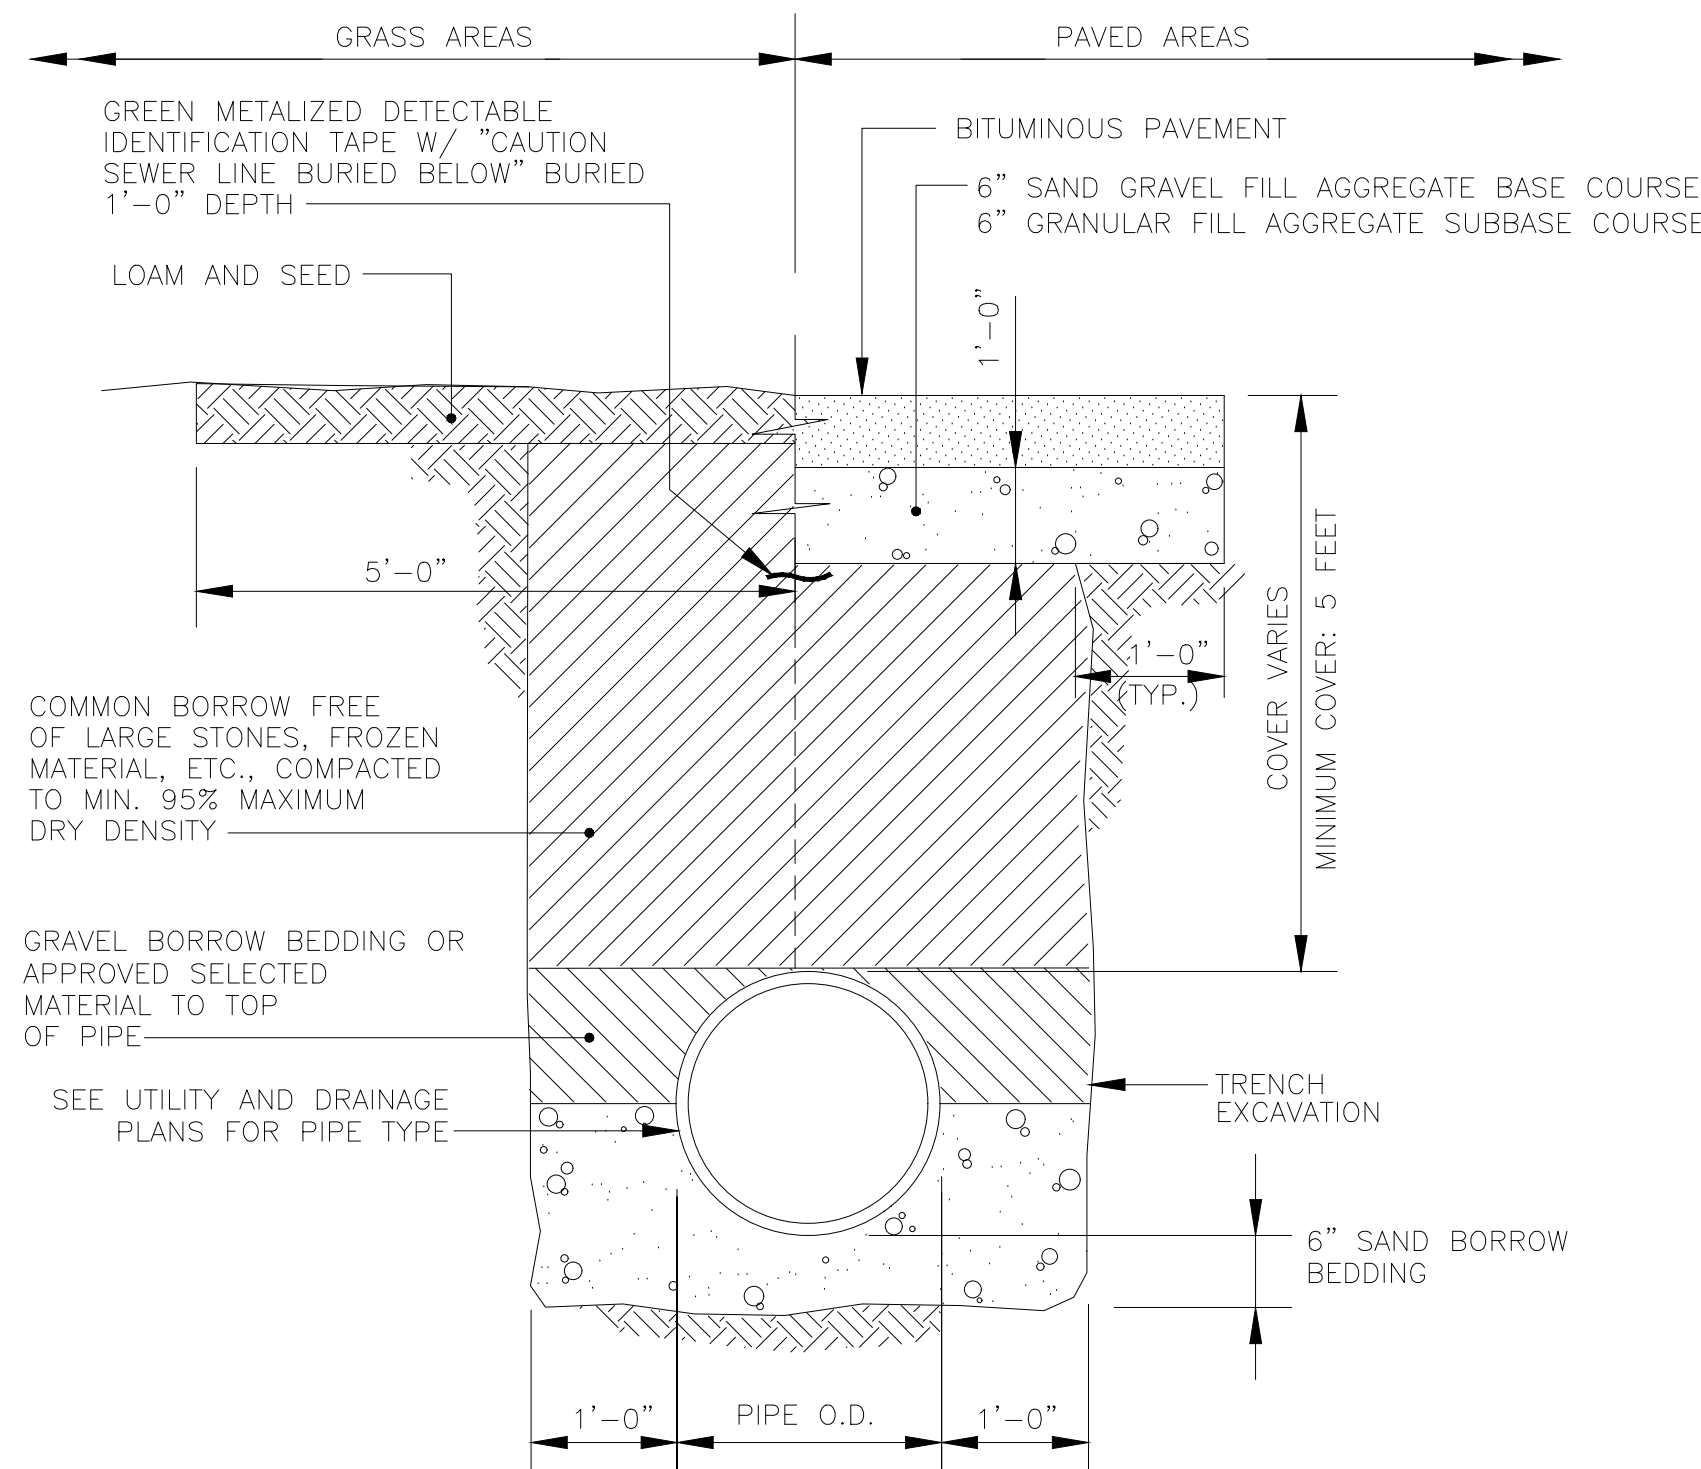 GRASS AREAS
PAVED AREAS
GREEN METALIZED DETECTABLE
IDENTIFICATION TAPE W/ "CAUTION
SEWER LINE BURIED BELOW" BURIED
1'-0" DEPTH
BITUMINOUS PAVEMENT
6" SAND GRAVEL FILL AGGREGATE BASE COURSE
6" GRANULAR FILL AGGREGATE SUBBASE COURSE
LOAM AND SEED
1'-0"
5'-0"
1'-0"
(TYP.)
COVER VARIES
MINIMUM COVER: 5 FEET
COMMON BORROW FREE
OF LARGE STONES, FROZEN
MATERIAL, ETC., COMPACTED
TO MIN. 95% MAXIMUM
DRY DENSITY
GRAVEL BORROW BEDDING OR
APPROVED SELECTED
MATERIAL TO TOP
OF PIPE
SEE UTILITY AND DRAINAGE
PLANS FOR PIPE TYPE
TRENCH
EXCAVATION
6" SAND BORROW
BEDDING
1'-0"
PIPE O.D.
1'-0"